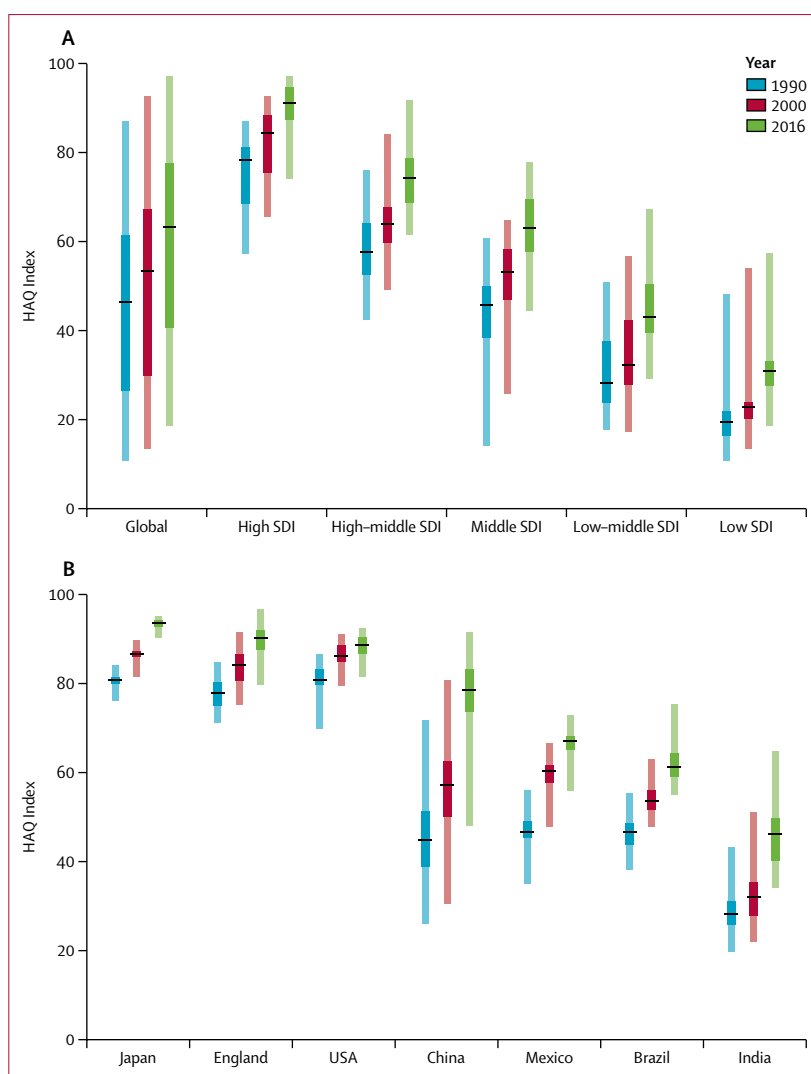 A
100
80
60
40
20
0
HAQ Index
Year
1990
2000
2016
Global
High SDI
High–middle SDI
Middle SDI
Low–middle SDI
Low SDI
B
100
80
60
40
20
0
HAQ Index
Japan
England
USA
China
Mexico
Brazil
India